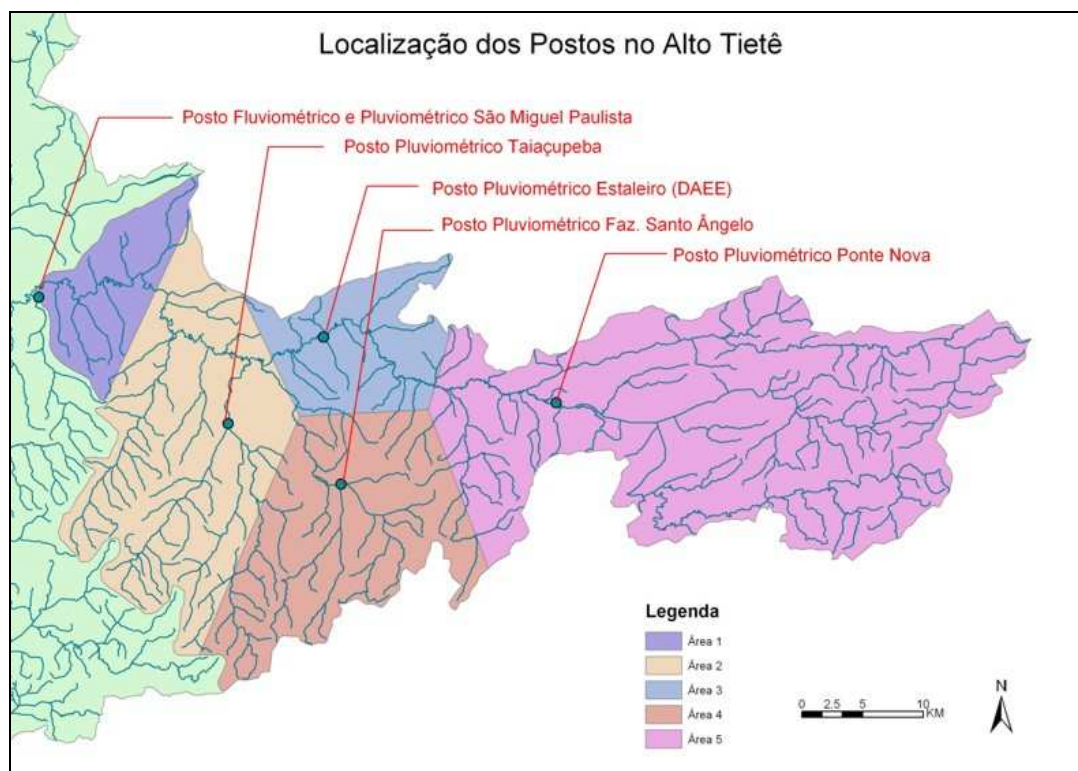 Localização dos Postos no Alto Tietê
Posto Fluviométrico e Pluviométrico São Miguel Paulista
Posto Pluviométrico Taiaçupeba
Posto Pluviométrico Estaleiro (DAEE)
Posto Pluviométrico Faz. Santo Ângelo
Posto Pluviométrico Ponte Nova
Legenda
Área 1
Área 2
Área 3
Área 4
Área 5
0 2.5 5 10
KM
N